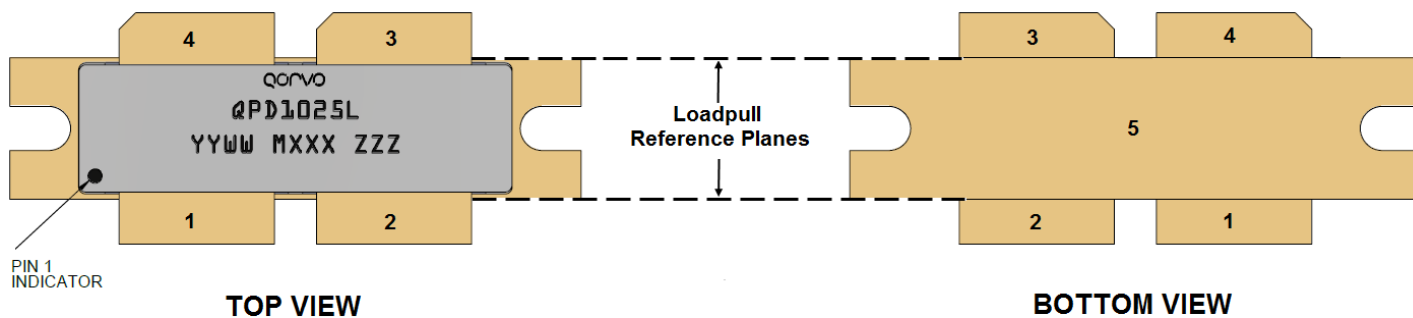 4 3
QORVO
QPD1025L
YYWW MXXX ZZZ
1 2
PIN 1
INDICATOR
TOP VIEW
Loadpull
Reference Planes
3 4
5
2 1
BOTTOM VIEW